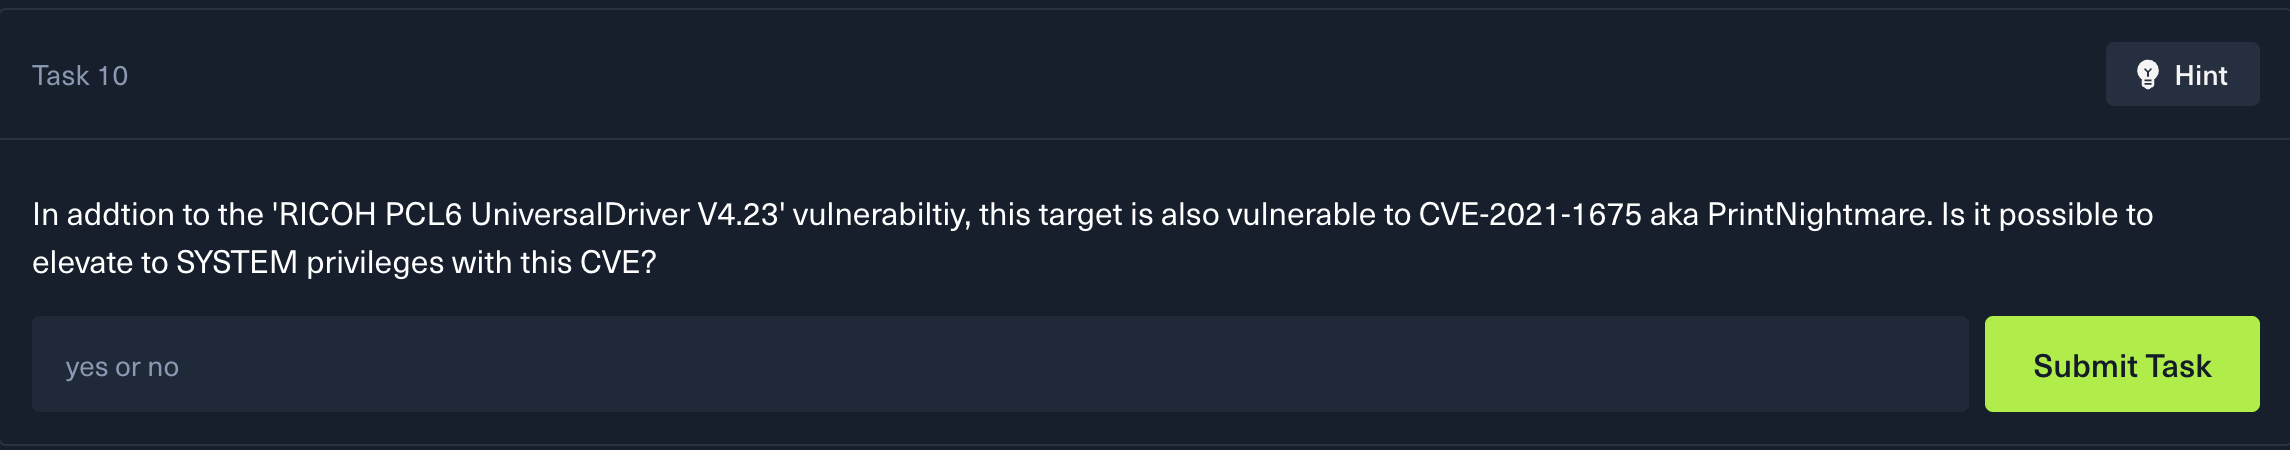 Task 10
Hint
In addtion to the 'RICOH PCL6 UniversalDriver V4.23' vulnerabiltiy, this target is also vulnerable to CVE-2021-1675 aka PrintNightmare. Is it possible to
elevate to SYSTEM privileges with this CVE?
yes or no
Submit Task